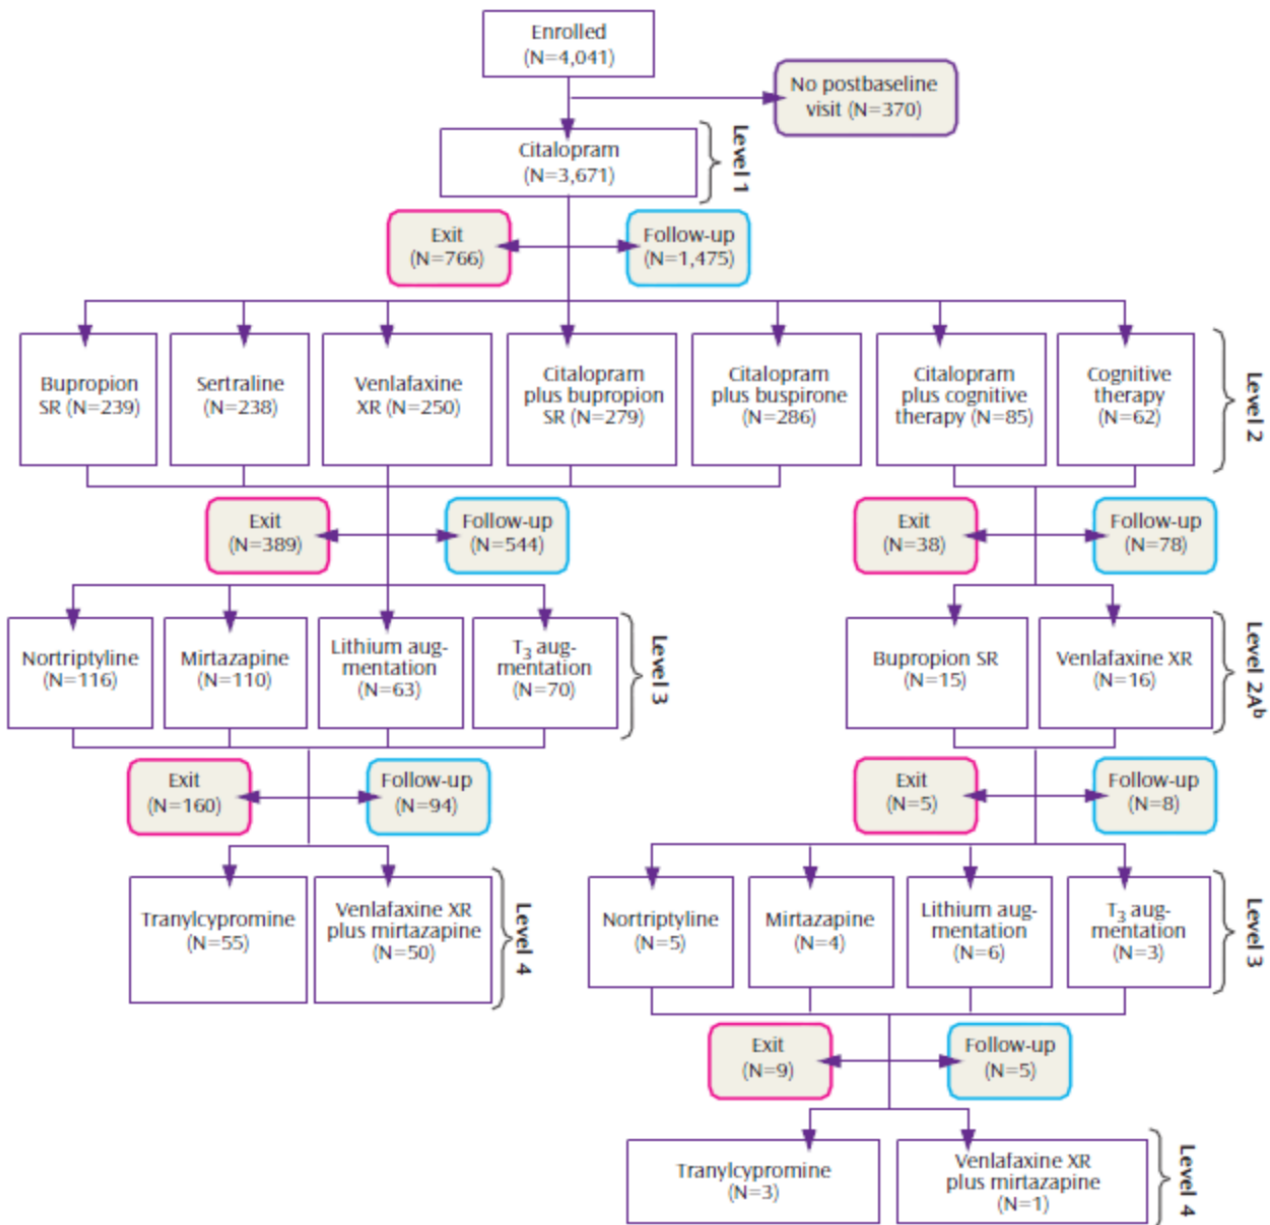 Enrolled
(N=4,041)
No postbaseline
visit (N=370)
Citalopram
(N=3,671)
Level 1
Exit
(N=766)
Follow-up
(N=1,475)
Bupropion
SR (N=239)
Sertraline
(N=238)
Venlafaxine
XR (N=250)
Citalopram
plus bupropion
SR (N=279)
Citalopram
plus buspirone
(N=286)
Citalopram
plus cognitive
therapy (N=85)
Cognitive
therapy
(N=62)
Level 2
Exit
(N=389)
Follow-up
(N=544)
Exit
(N=38)
Follow-up
(N=78)
Nortriptyline
(N=116)
Mirtazapine
(N=110)
Lithium aug-
mentation
(N=63)
T3 aug-
mentation
(N=70)
Level 3
Bupropion SR
(N=15)
Venlafaxine XR
(N=16)
Level 2Ab
Exit
(N=160)
Follow-up
(N=94)
Exit
(N=5)
Follow-up
(N=8)
Tranylcypromine
(N=55)
Venlafaxine XR
plus mirtazapine
(N=50)
Level 4
Nortriptyline
(N=5)
Mirtazapine
(N=4)
Lithium aug-
mentation
(N=6)
T3 aug-
mentation
(N=3)
Level 3
Exit
(N=9)
Follow-up
(N=5)
Tranylcypromine
(N=3)
Venlafaxine XR
plus mirtazapine
(N=1)
Level 4